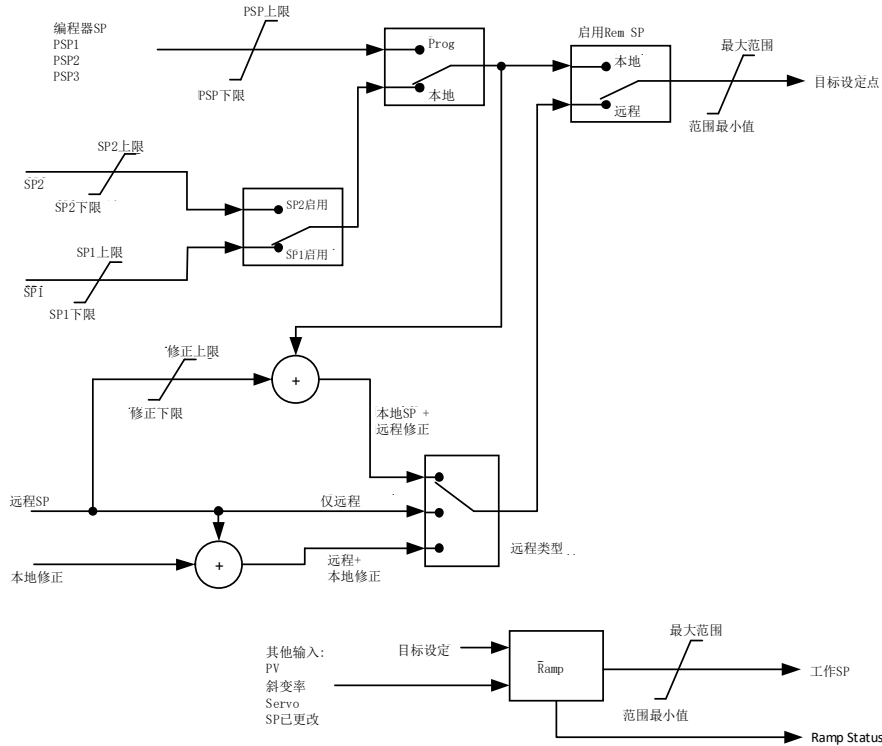 PSP上限
编程器SP
PSP1
PSP2
PSP3
PSP下限
Prog
本地
启用Rem SP
本地
远程
最大范围
范围最小值
目标设定点
SP2上限
SP2
SP2下限
SP2启用
SP1启用
SP1上限
SP1
SP1下限
修正上限
修正下限
+
本地SP +
远程修正
远程SP
仅远程
本地修正
+
远程+
本地修正
远程类型
其他输入:
PV
斜变率
Servo
SP已更改
目标设定
Ramp
最大范围
范围最小值
工作SP
Ramp Status